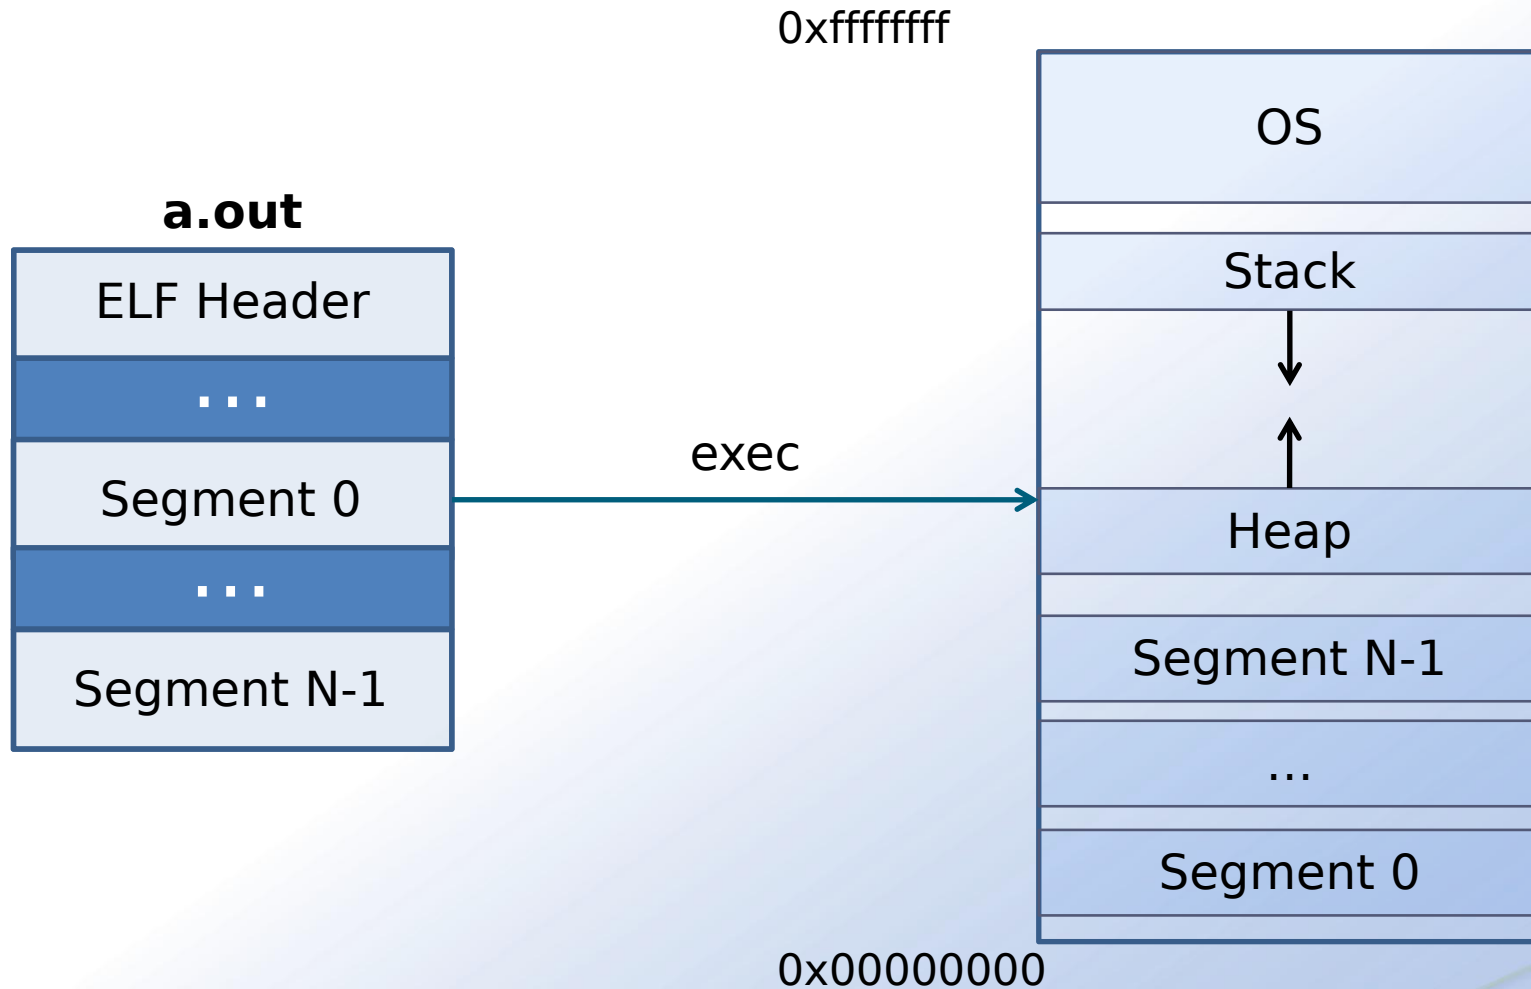 0xffffffff
a.out
ELF Header
...
Segment 0
...
Segment N-1
exec
OS
Stack
Heap
Segment N-1
...
Segment 0
0x00000000